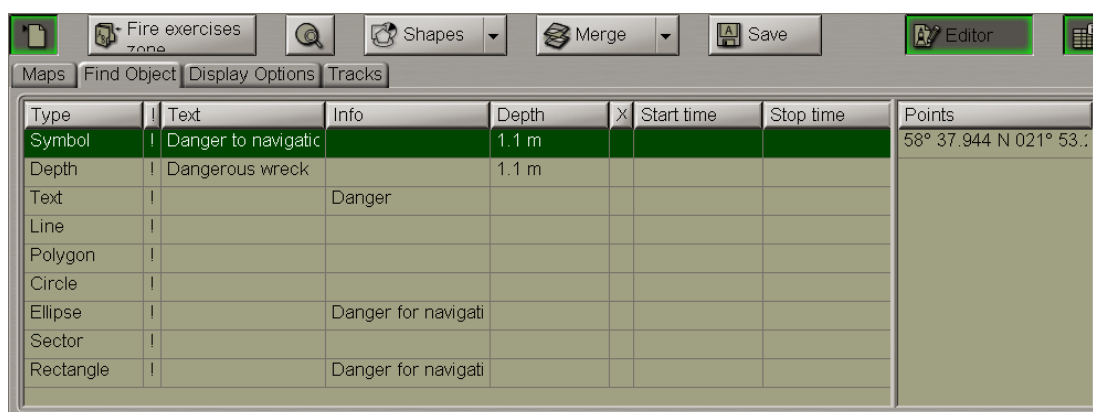 Fire exercises
zone
Shapes
Merge
Save
Editor
Maps Find Object Display Options Tracks
Type ! Text Info Depth X Start time Stop time Points
Symbol ! Danger to navigatic 1.1 m 58° 37.944 N 021° 53.
Depth ! Dangerous wreck 1.1 m
Text ! Danger
Line !
Polygon !
Circle !
Ellipse ! Danger for navigati
Sector !
Rectangle ! Danger for navigati